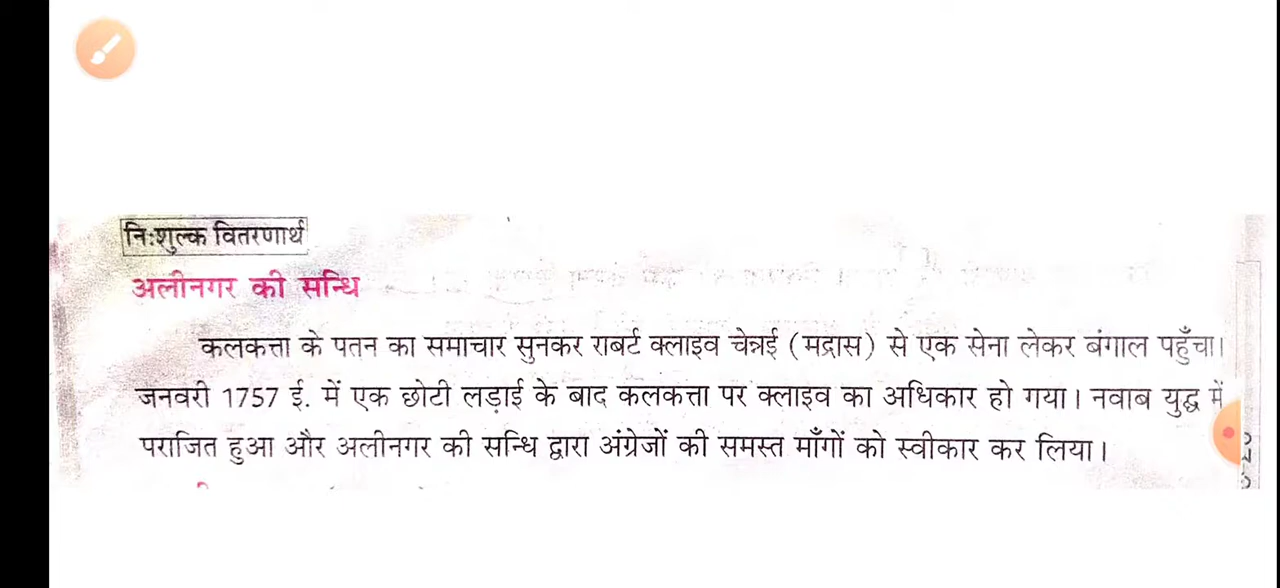 नि:शुल्क वितरणार्थ
अलीनगर की सन्धि
कलकत्ता के पतन का समाचार सुनकर राबर्ट क्लाइव चेन्नई (मद्रास) से एक सेना लेकर बंगाल पहुँचा।
जनवरी 1757 ई. में एक छोटी लड़ाई के बाद कलकत्ता पर क्लाइव का अधिकार हो गया। नवाब युद्ध में
पराजित हुआ और अलीनगर की सन्धि द्वारा अंग्रेजों की समस्त माँगों को स्वीकार कर लिया।